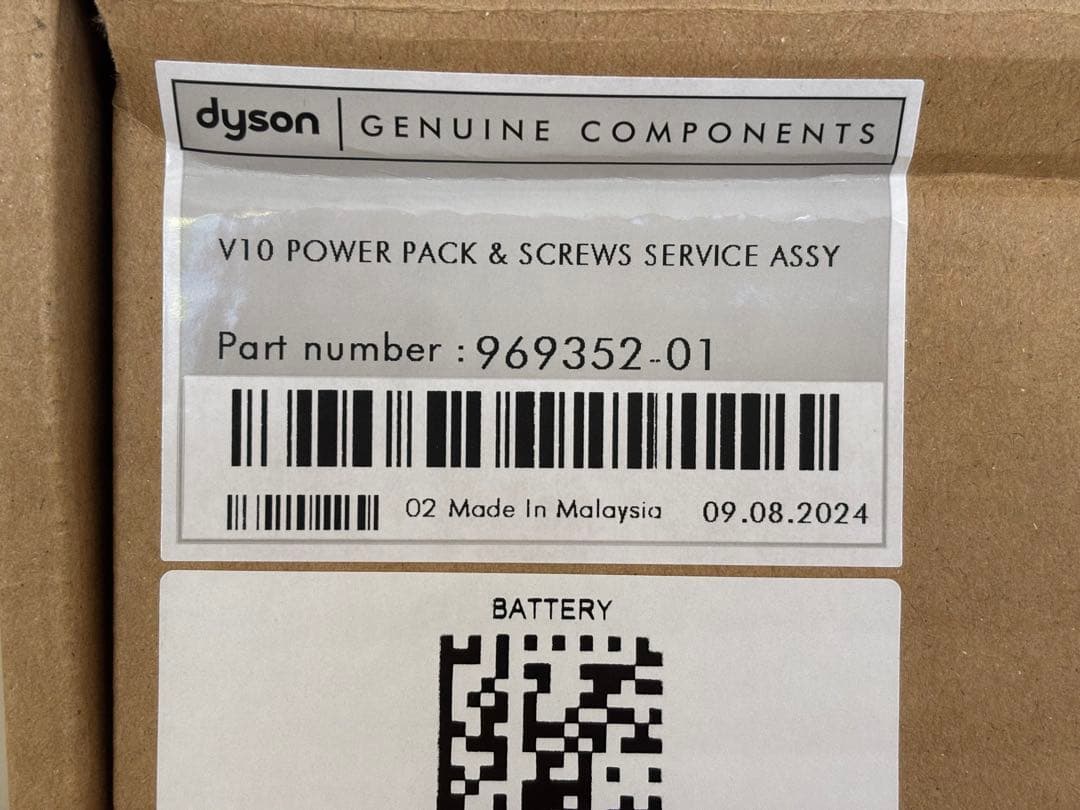 dyson GENUINE COMPONENTS
V10 POWER PACK & SCREWS SERVICE ASSY
Part number : 969352-01
02 Made In Malaysia 09.08.2024
BATTERY